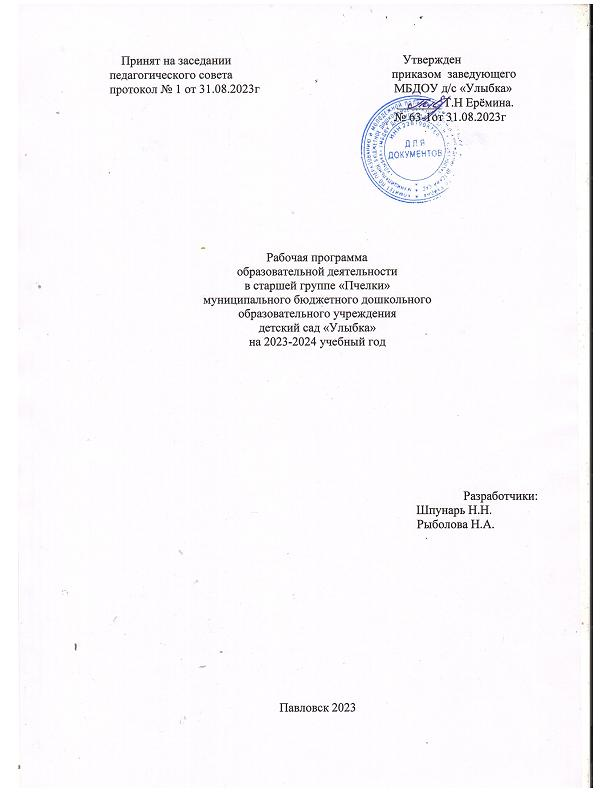 Принят на заседании
педагогического совета
протокол № 1 от 31.08.2023г
Утвержден
приказом заведующего
МБДОУ д/с «Улыбка»
Т.Н Ерёмина.
№ 63-1от 31.08.2023г
ДЛЯ
ДОКУМЕНТОВ
Рабочая программа
образовательной деятельности
в старшей группе «Пчелки»
муниципального бюджетного дошкольного
образовательного учреждения
детский сад «Улыбка»
на 2023-2024 учебный год
Разработчики:
Шпунарь Н.Н.
Рыболова Н.А.
Павловск 2023